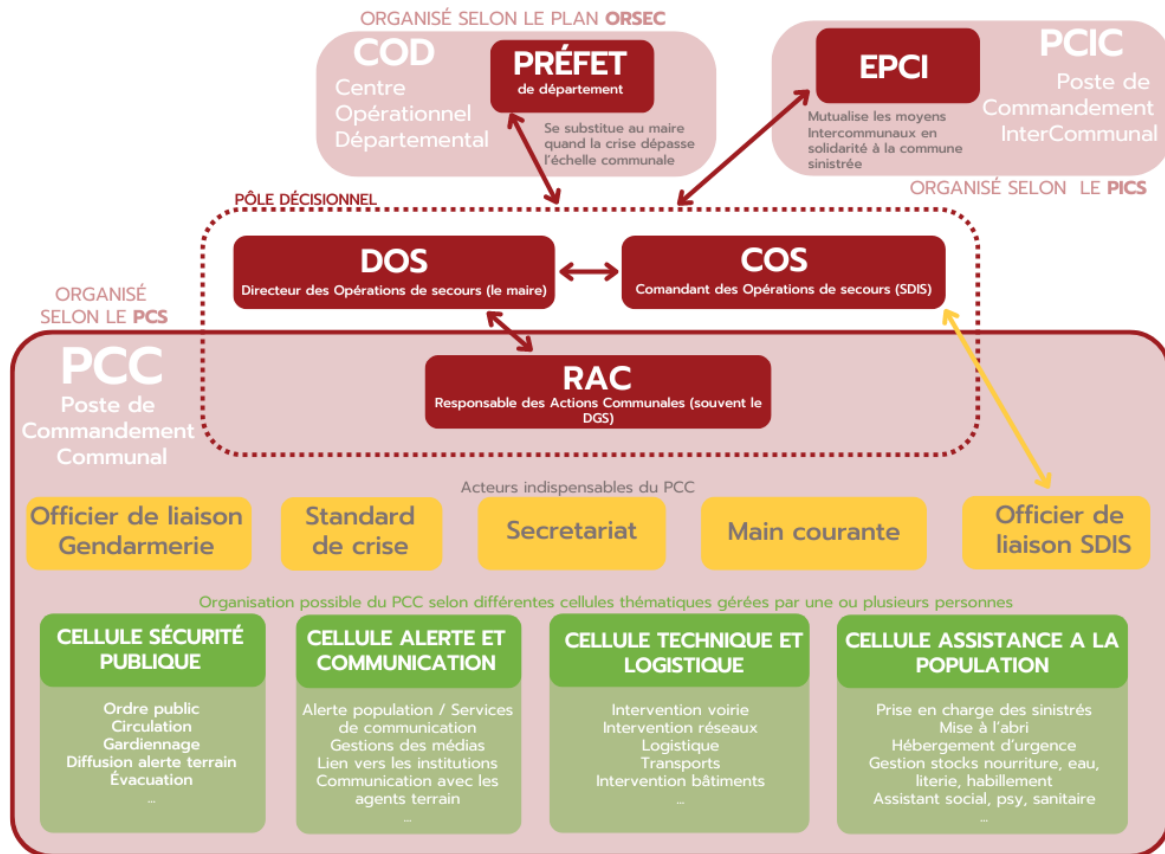 ORGANISÉ SELON LE PLAN ORSEC
COD
Centre
Opérationnel
Départemental
PRÉFET
de département
Se substitue au maire
quand la crise dépasse
l'échelle communale
EPCI
Mutualise les moyens
Intercommunaux en
solidarité à la commune
sinistrée
PCIC
Poste de
Commandement
InterCommunal
ORGANISÉ SELON LE PICS
PÔLE DÉCISIONNEL
DOS
Directeur des Opérations de secours (le maire)
COS
Comandant des Opérations de secours (SDIS)
ORGANISÉ
SELON LE PCS
PCC
Poste de
Commandement
Communal
RAC
Responsable des Actions Communales (souvent le
DGS)
Acteurs indispensables du PCC
Officier de liaison
Gendarmerie
Standard
de crise
Secretariat
Main courante
Officier de
liaison SDIS
Organisation possible du PCC selon différentes cellules thématiques gérées par une ou plusieurs personnes
CELLULE SÉCURITÉ
PUBLIQUE
Ordre public
Circulation
Gardiennage
Diffusion alerte terrain
Évacuation
...
CELLULE ALERTE ET
COMMUNICATION
Alerte population / Services
de communication
Gestions des médias
Lien vers les institutions
Communication avec les
agents terrain
...
CELLULE TECHNIQUE ET
LOGISTIQUE
Intervention voirie
Intervention réseaux
Logistique
Transports
Intervention bâtiments
...
CELLULE ASSISTANCE A LA
POPULATION
Prise en charge des sinistrés
Mise à l'abri
Hébergement d'urgence
Gestion stocks nourriture, eau,
literie, habillement
Assistant social, psy, sanitaire
...